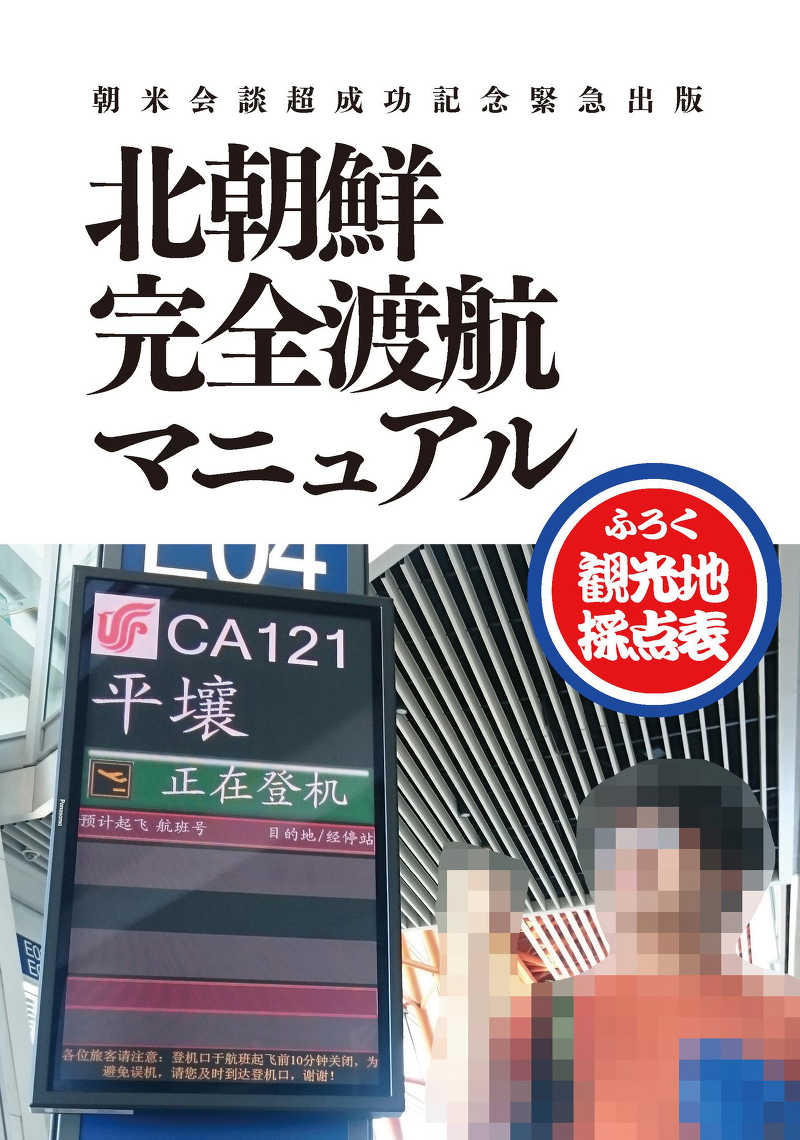 朝米会談超成功記念緊急出版
北朝鮮
完全渡航
マニュアル
ふろく
観光地
採点表
E04
CA121
平壤
正在登机
预计起飞 航班号 目的地/经停站
Panasonic
各位旅客请注意：登机口于航班起飞前10分钟关闭，为
避免误机，请您及时到达登机口，谢谢！